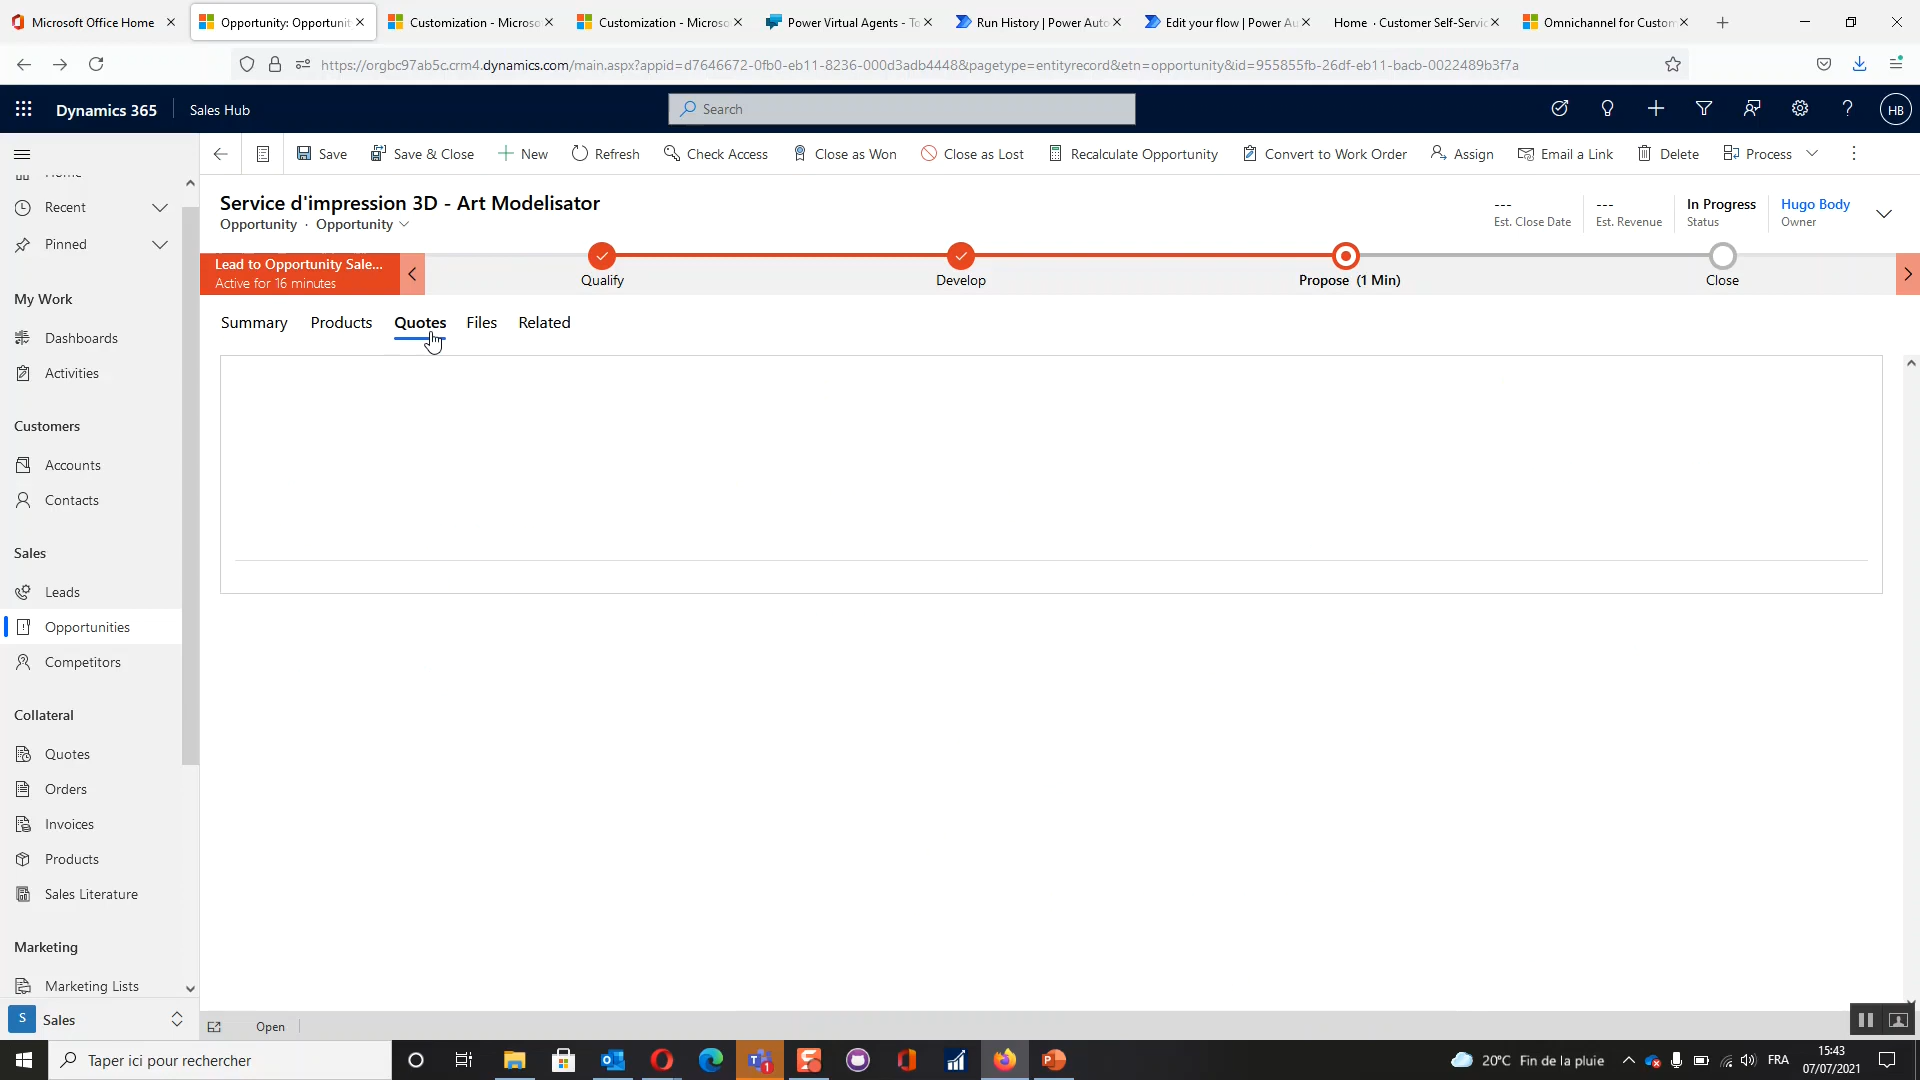 Microsoft Office Home
Opportunity: Opportunit
Customization - Microso
Customization - Microso
Power Virtual Agents - To
Run History | Power Auto
Edit your flow | Power Au
Home · Customer Self-Servic
Omnichannel for Custom
https://orgbc97ab5c.crm4.dynamics.com/main.aspx?appid=d7646672-0fb0-eb11-8236-000d3adb4448&pagetype=entityrecord&etn=opportunity&id=955855fb-26df-eb11-bacb-0022489b3f7a
Dynamics 365
Sales Hub
Search
HB
Save
Save & Close
New
Refresh
Check Access
Close as Won
Close as Lost
Recalculate Opportunity
Convert to Work Order
Assign
Email a Link
Delete
Process
Service d'impression 3D - Art Modelisator
Opportunity · Opportunity
---
Est. Close Date
---
Est. Revenue
In Progress
Status
Hugo Body
Owner
Lead to Opportunity Sale...
Active for 16 minutes
Qualify
Develop
Propose (1 Min)
Close
Summary
Products
Quotes
Files
Related
Recent
Pinned
My Work
Dashboards
Activities
Customers
Accounts
Contacts
Sales
Leads
Opportunities
Competitors
Collateral
Quotes
Orders
Invoices
Products
Sales Literature
Marketing
Marketing Lists
S
Sales
Open
Taper ici pour rechercher
1
20°C Fin de la pluie
FRA
15:43
07/07/2021